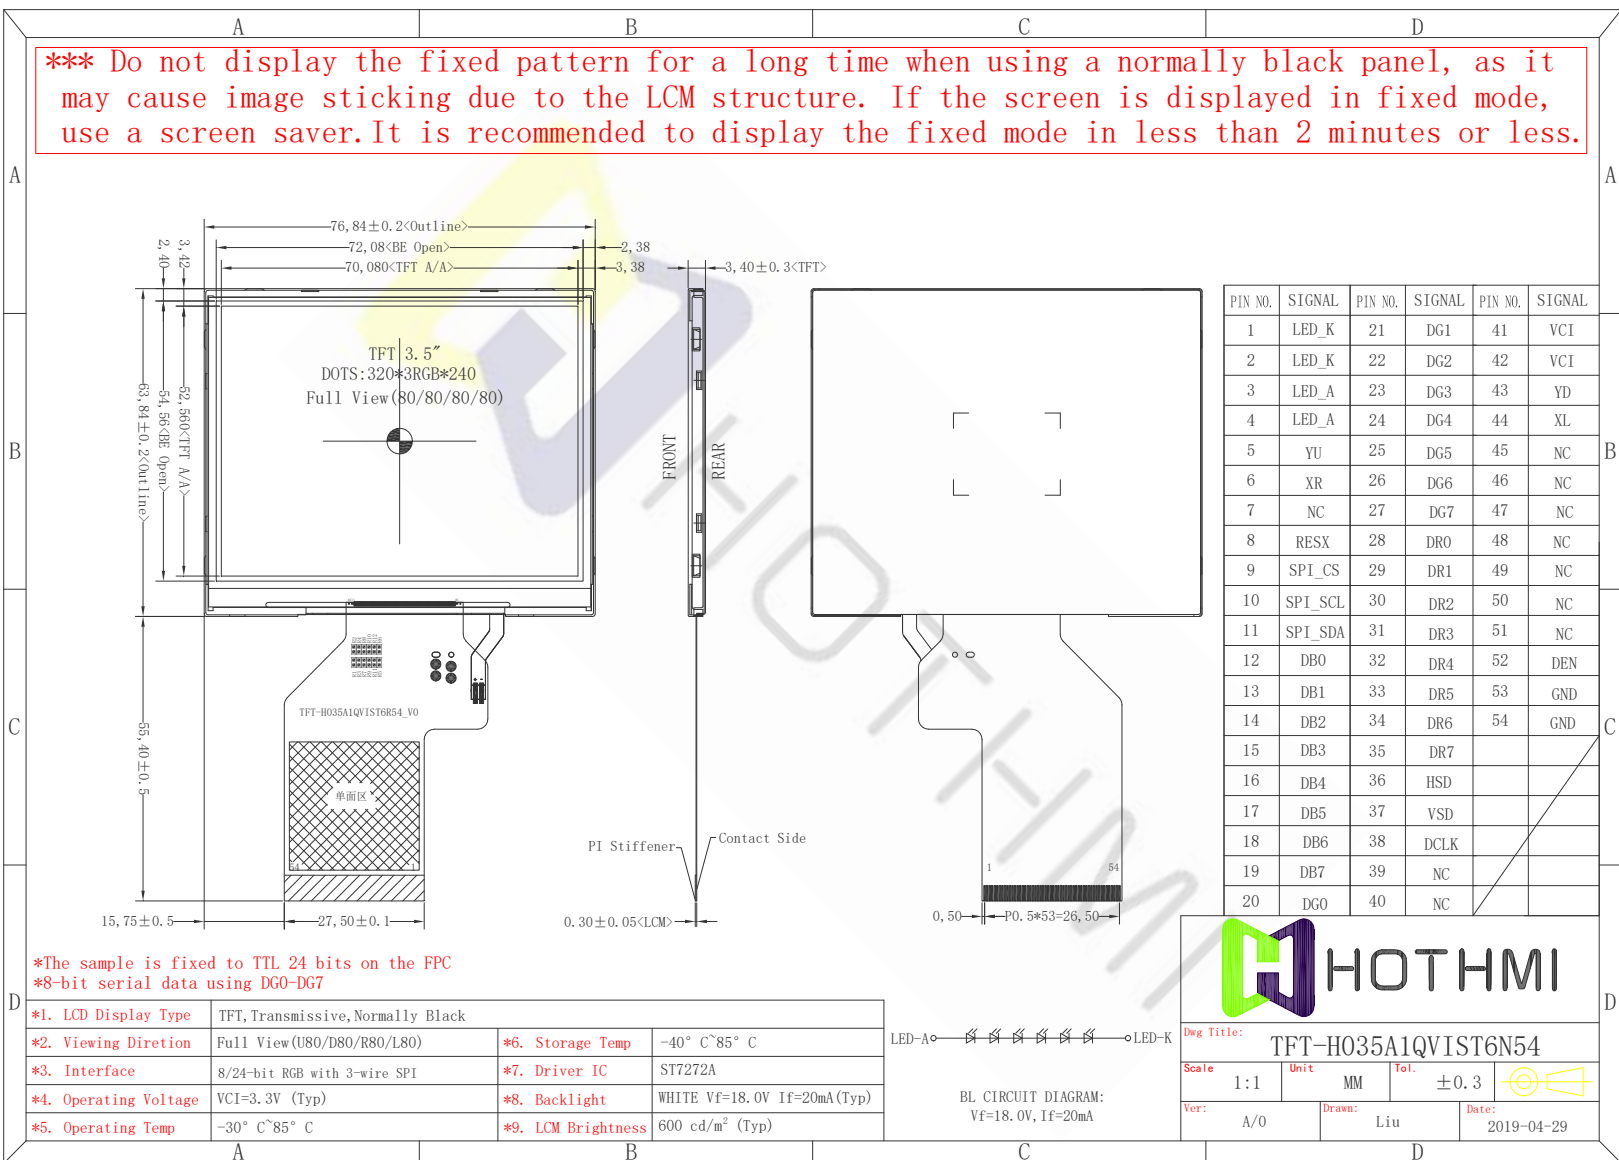 A B C D
*** Do not display the fixed pattern for a long time when using a normally black panel, as it
may cause image sticking due to the LCM structure. If the screen is displayed in fixed mode,
use a screen saver.It is recommended to display the fixed mode in less than 2 minutes or less.
A A
B B
C C
D D
76,84±0.2<Outline>
72,08<BE Open>
2,38
70,080<TFT A/A>
3,38
3,40±0.3<TFT>
2,40
3,42
63,84±0.2<Outline>
54,56<BE Open>
52,560<TFT A/A>
TFT 3.5″
DOTS:320*3RGB*240
Full View(80/80/80/80)
FRONT
REAR
HOTHMI
TFT-H035A1QVIST6R54_V0
55,40±0.5
单面区
54 1
15,75±0.5
27,50±0.1
PI Stiffener
Contact Side
0.30±0.05<LCM>
1 54
0,50
P0.5*53=26,50
PIN NO. SIGNAL PIN NO. SIGNAL PIN NO. SIGNAL
1 LED_K 21 DG1 41 VCI
2 LED_K 22 DG2 42 VCI
3 LED_A 23 DG3 43 YD
4 LED_A 24 DG4 44 XL
5 YU 25 DG5 45 NC
6 XR 26 DG6 46 NC
7 NC 27 DG7 47 NC
8 RESX 28 DR0 48 NC
9 SPI_CS 29 DR1 49 NC
10 SPI_SCL 30 DR2 50 NC
11 SPI_SDA 31 DR3 51 NC
12 DB0 32 DR4 52 DEN
13 DB1 33 DR5 53 GND
14 DB2 34 DR6 54 GND
15 DB3 35 DR7
16 DB4 36 HSD
17 DB5 37 VSD
18 DB6 38 DCLK
19 DB7 39 NC
20 DG0 40 NC
*The sample is fixed to TTL 24 bits on the FPC
*8-bit serial data using DG0-DG7
*1. LCD Display Type TFT,Transmissive,Normally Black
*2. Viewing Diretion Full View(U80/D80/R80/L80) *6. Storage Temp -40° C~85° C
*3. Interface 8/24-bit RGB with 3-wire SPI *7. Driver IC ST7272A
*4. Operating Voltage VCI=3.3V (Typ) *8. Backlight WHITE Vf=18.0V If=20mA(Typ)
*5. Operating Temp -30° C~85° C *9. LCM Brightness 600 cd/m² (Typ)
LED-A LED-K
BL CIRCUIT DIAGRAM:
Vf=18.0V,If=20mA
HOTHMI
Dwg Title:
TFT-H035A1QVIST6N54
Scale 1:1 Unit MM Tol. ±0.3
Ver: A/0 Drawn: Liu Date: 2019-04-29
A B C D